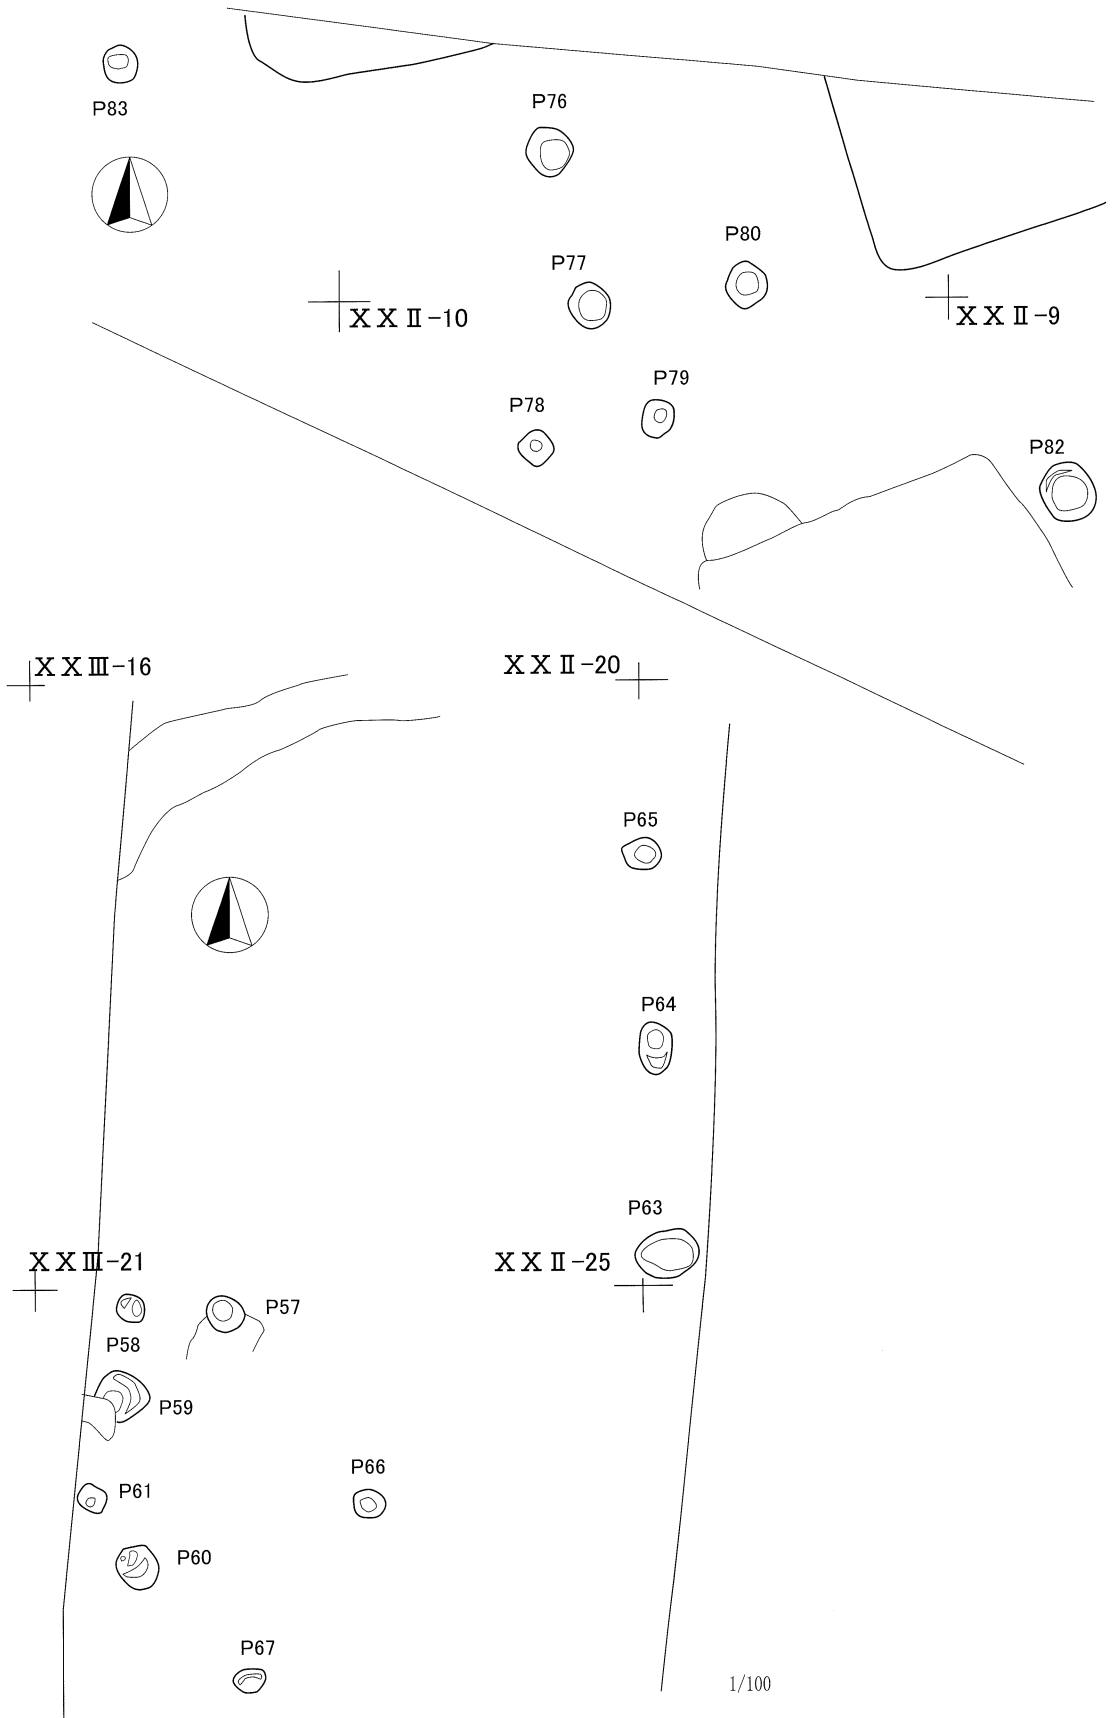 P83
P76
P80
P77
ⅩⅩⅡ-10
ⅩⅩⅡ-9
P79
P78
P82
ⅩⅩⅢ-16
ⅩⅩⅡ-20
P65
P64
P63
ⅩⅩⅢ-21
ⅩⅩⅡ-25
P57
P58
P59
P66
P61
P60
P67
1/100